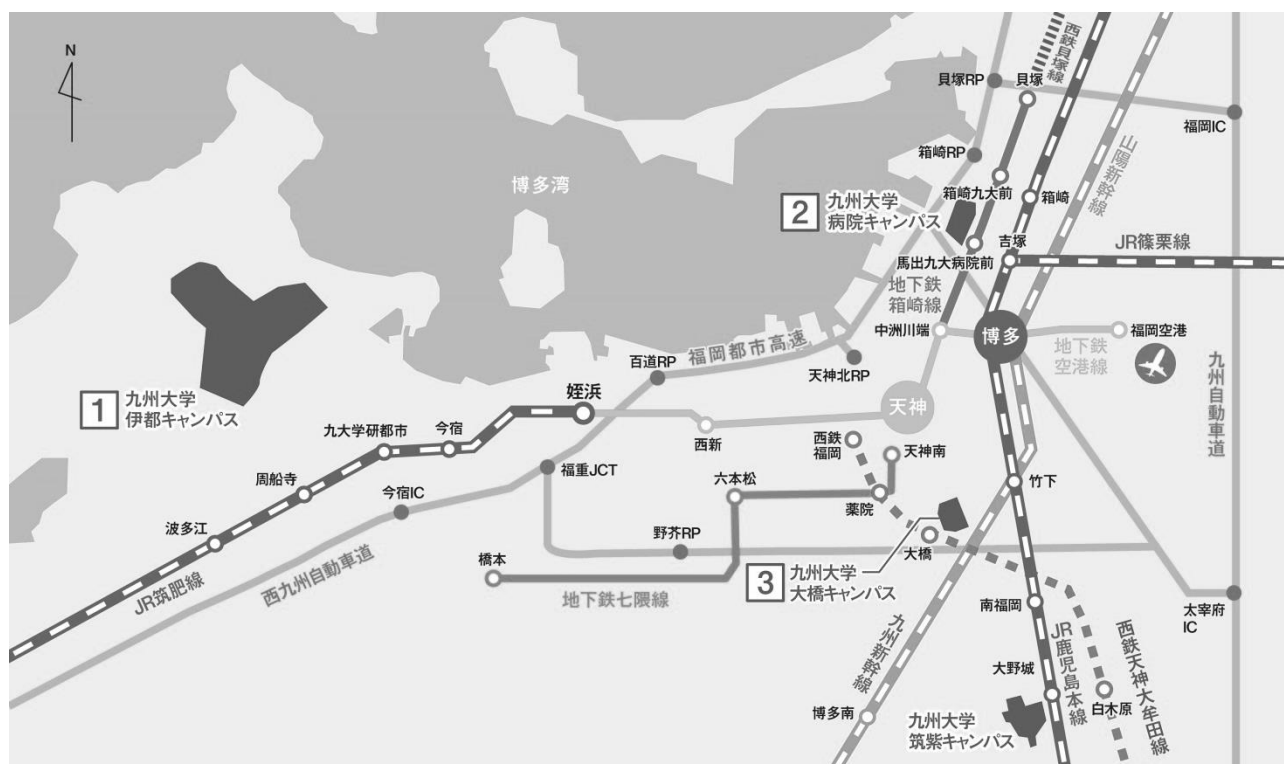 N
西鉄貝塚線
貝塚RP
貝塚
福岡IC
山陽新幹線
箱崎RP
博多湾
箱崎九大前
箱崎
2
九州大学
病院キャンパス
吉塚
JR篠栗線
馬出九大病院前
地下鉄
箱崎線
中洲川端
博多
福岡空港
地下鉄
空港線
福岡都市高速
百道RP
天神北RP
九州自動車道
姪浜
天神
1
九州大学
伊都キャンパス
九大学研都市
今宿
西新
西鉄
福岡
天神南
周船寺
福重JCT
六本松
竹下
今宿IC
薬院
波多江
野芥RP
大橋
橋本
3
九州大学
大橋キャンパス
JR筑肥線
西九州自動車道
地下鉄七隈線
南福岡
太宰府
IC
九州新幹線
JR鹿児島本線
西鉄天神大牟田線
大野城
白木原
博多南
九州大学
筑紫キャンパス